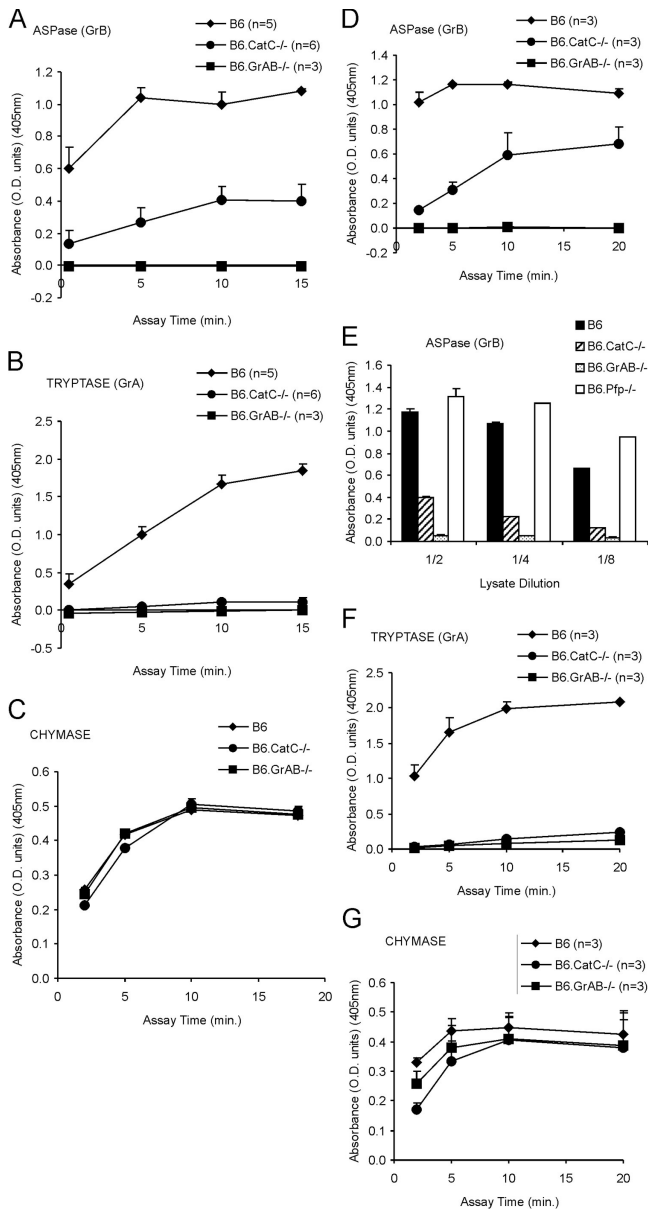 A
ASPase (GrB)
B6 (n=5)
B6.CatC-/- (n=6)
B6.GrAB-/- (n=3)
Absorbance (O.D. units) (405nm)
1.2
1.0
0.8
0.6
0.4
0.2
0.0
-0.2
0
5
10
15
Assay Time (min.)
B
TRYPTASE (GrA)
B6 (n=5)
B6.CatC-/- (n=6)
B6.GrAB-/- (n=3)
Absorbance (O.D. units) (405nm)
2.5
2.0
1.5
1.0
0.5
0.0
-0.5
0
5
10
15
Assay Time (min.)
C
CHYMASE
B6
B6.CatC-/-
B6.GrAB-/-
Absorbance (O.D. units) (405nm)
0.6
0.5
0.4
0.3
0.2
0.1
0.0
0
5
10
15
20
Assay Time (min.)
D
ASPase (GrB)
B6 (n=3)
B6.CatC-/- (n=3)
B6.GrAB-/- (n=3)
Absorbance (O.D. units) (405nm)
1.4
1.2
1.0
0.8
0.6
0.4
0.2
0.0
-0.2
0
5
10
15
20
Assay Time (min.)
E
ASPase (GrB)
B6
B6.CatC-/-
B6.GrAB-/-
B6.Pfp-/-
Absorbance (O.D. units) (405nm)
1.6
1.4
1.2
1.0
0.8
0.6
0.4
0.2
0.0
1/2
1/4
1/8
Lysate Dilution
F
TRYPTASE (GrA)
B6 (n=3)
B6.CatC-/- (n=3)
B6.GrAB-/- (n=3)
Absorbance (O.D. units) (405nm)
2.5
2.0
1.5
1.0
0.5
0.0
0
5
10
15
20
Assay Time (min.)
G
CHYMASE
B6 (n=3)
B6.CatC-/- (n=3)
B6.GrAB-/- (n=3)
Absorbance (O.D. units) (405nm)
0.6
0.5
0.4
0.3
0.2
0.1
0.0
0
5
10
15
20
Assay Time (min.)